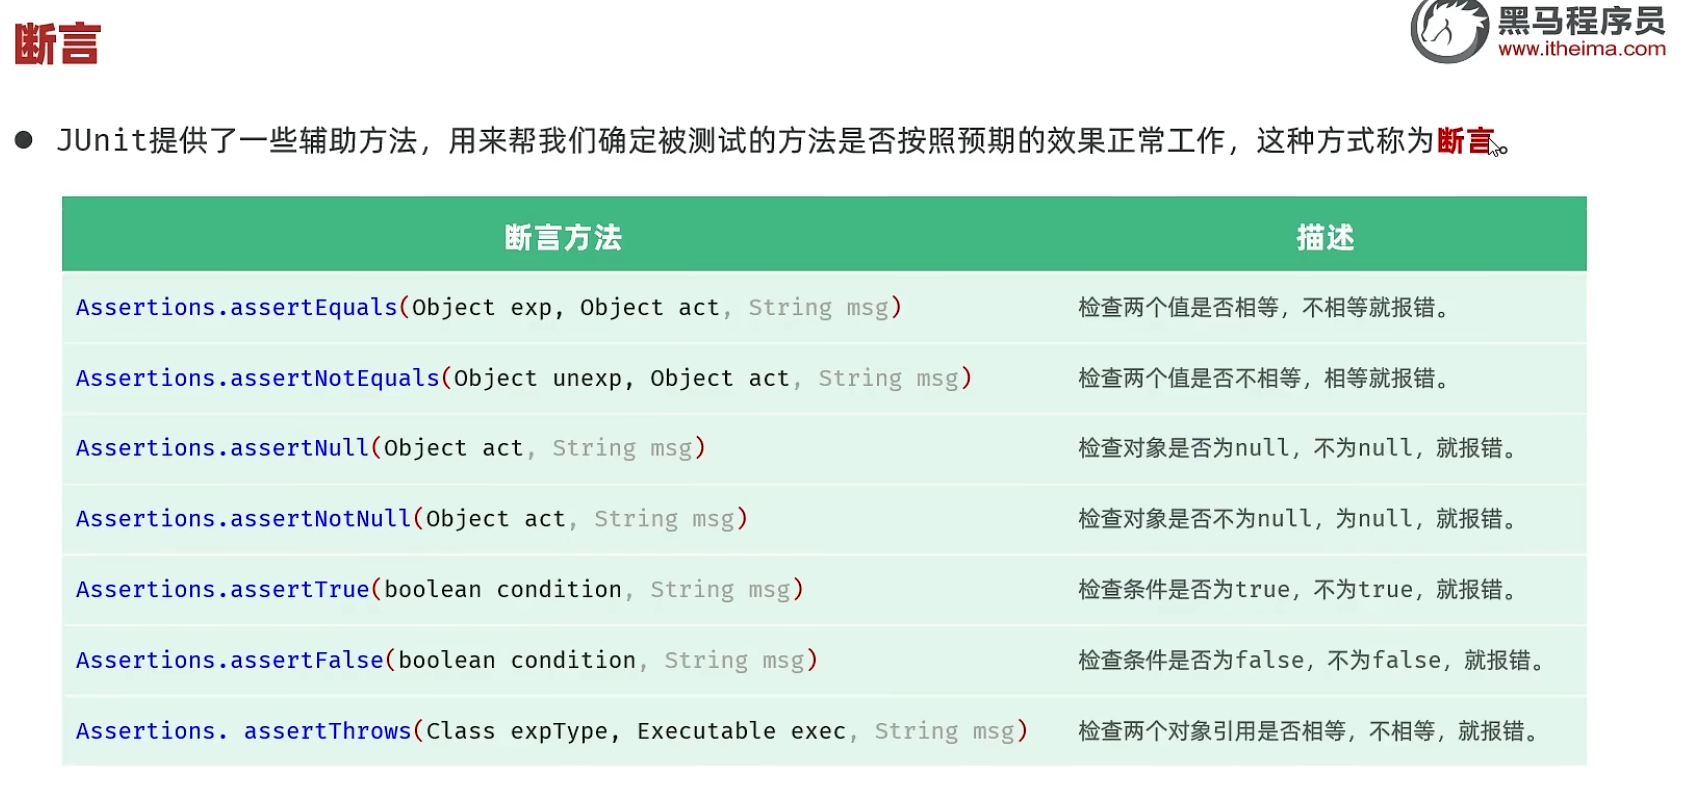 断言
黑马程序员
www.itheima.com
JUnit提供了一些辅助方法，用来帮我们确定被测试的方法是否按照预期的效果正常工作，这种方式称为断言。
断言方法 描述
Assertions.assertEquals(Object exp, Object act, String msg) 检查两个值是否相等，不相等就报错。
Assertions.assertNotEquals(Object unexp, Object act, String msg) 检查两个值是否不相等，相等就报错。
Assertions.assertNull(Object act, String msg) 检查对象是否为null，不为null，就报错。
Assertions.assertNotNull(Object act, String msg) 检查对象是否不为null，为null，就报错。
Assertions.assertTrue(boolean condition, String msg) 检查条件是否为true，不为true，就报错。
Assertions.assertFalse(boolean condition, String msg) 检查条件是否为false，不为false，就报错。
Assertions. assertThrows(Class expType, Executable exec, String msg) 检查两个对象引用是否相等，不相等，就报错。